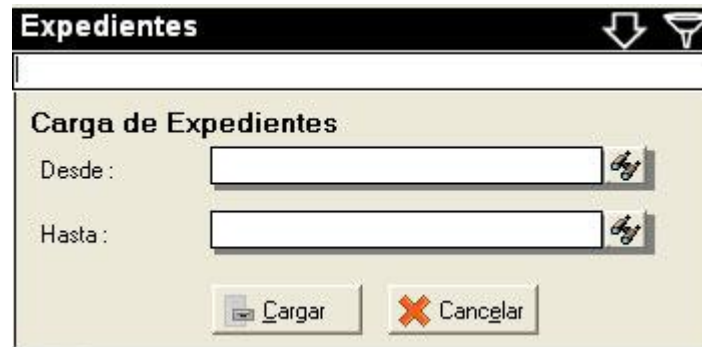 Expedientes
Carga de Expedientes
Desde :
Hasta :
Cargar Cancelar